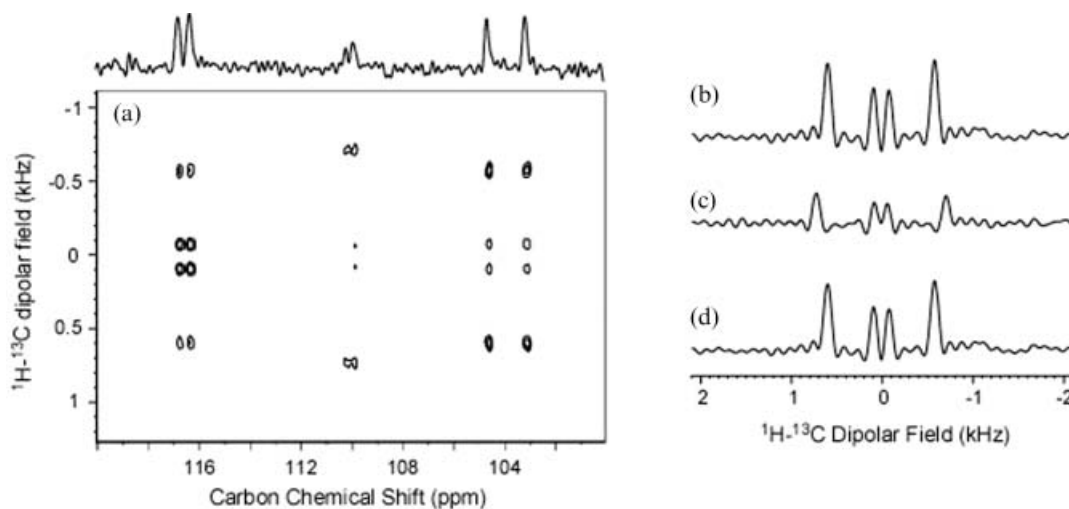 (a)
-1
-0.5
0
0.5
1
¹H-¹³C dipolar field (kHz)
116
112
108
104
Carbon Chemical Shift (ppm)
(b)
(c)
(d)
2
1
0
-1
-2
¹H-¹³C Dipolar Field (kHz)